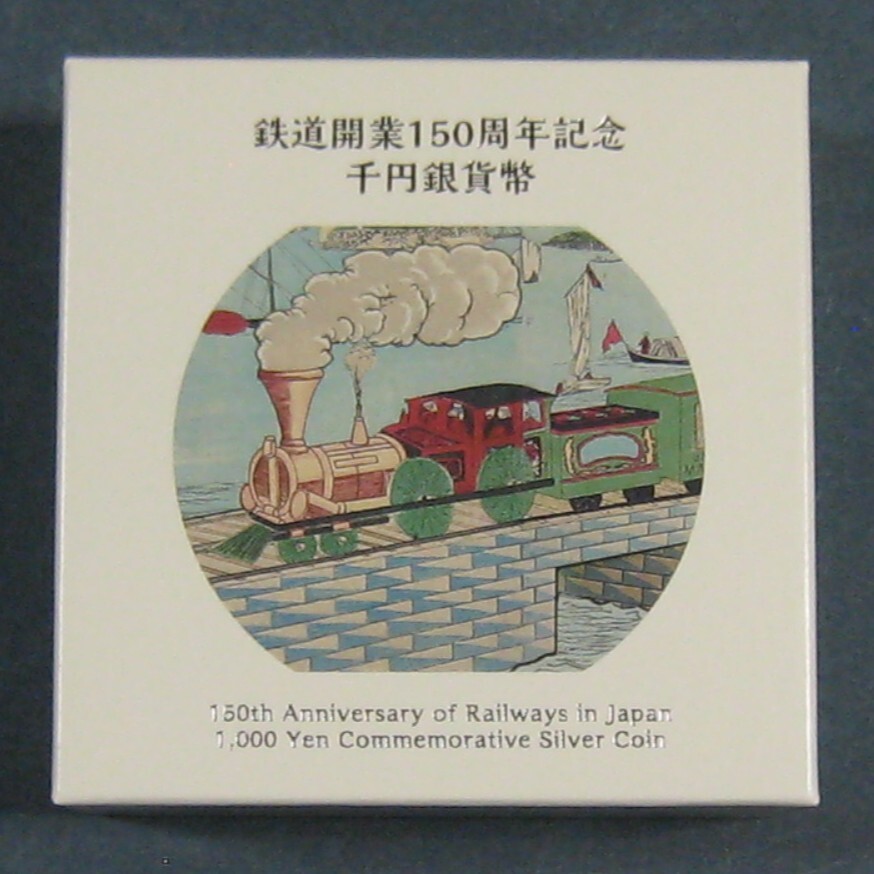 鉄道開業150周年記念
千円銀貨幣
150th Anniversary of Railways in Japan
1,000 Yen Commemorative Silver Coin